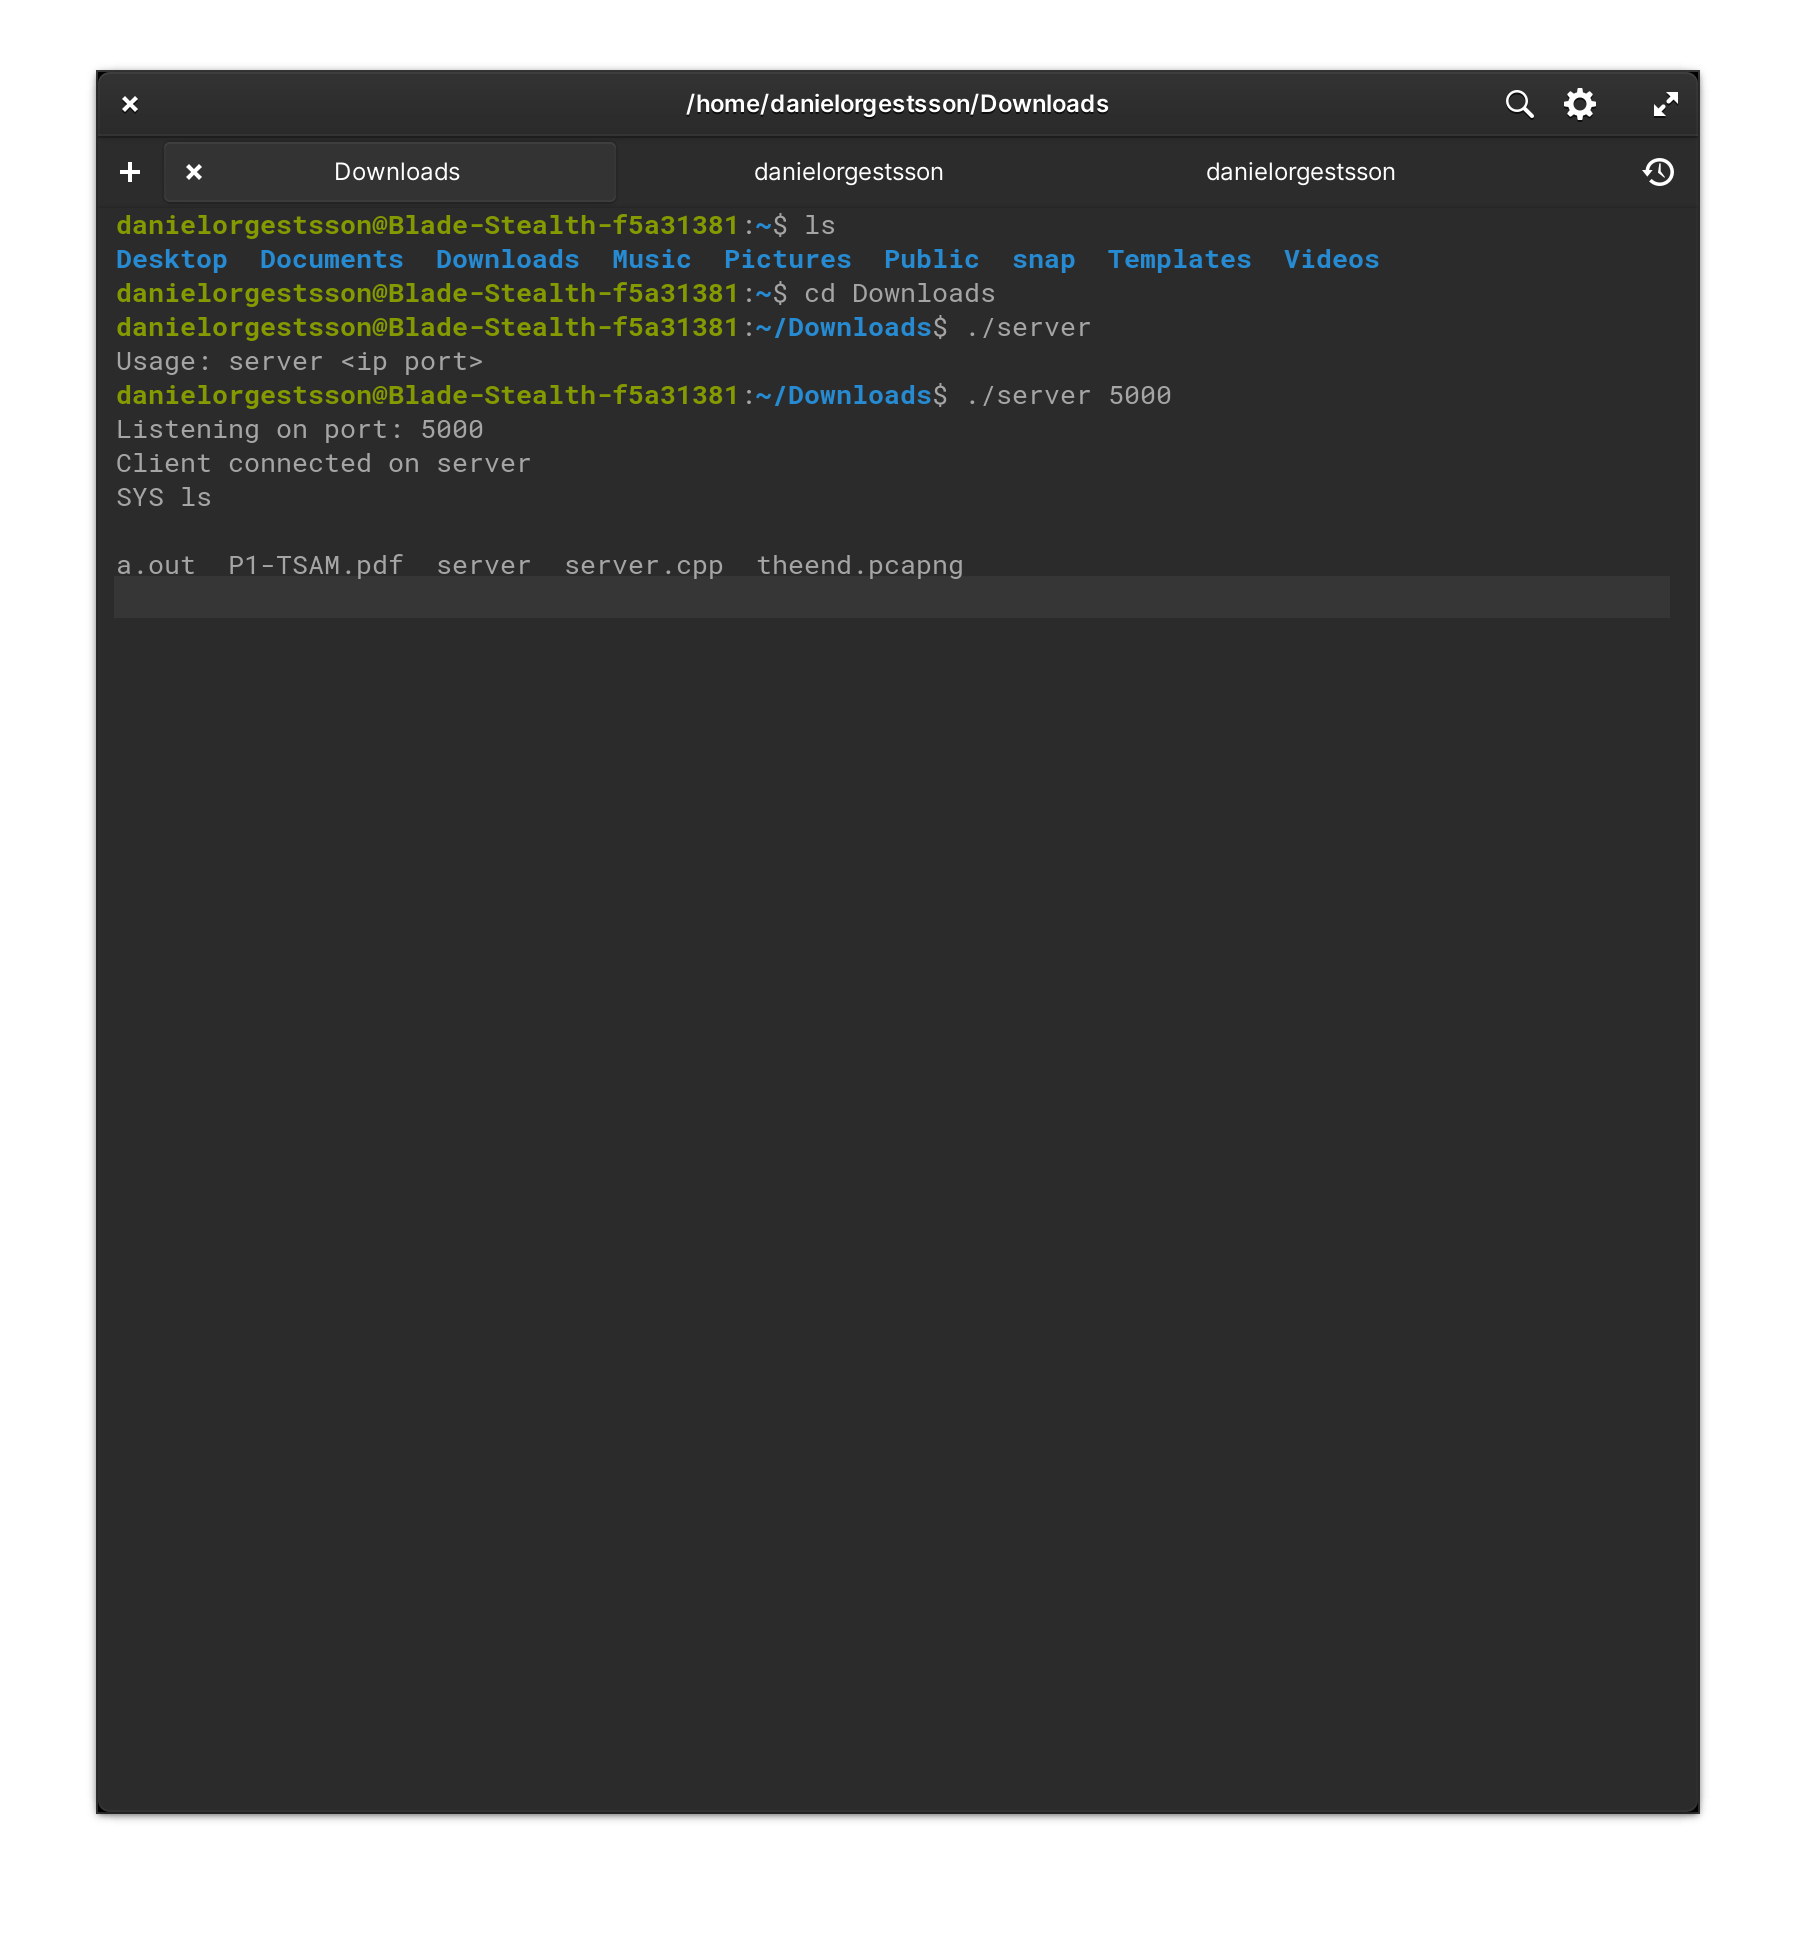 /home/danielorgestsson/Downloads
Downloads danielorgestsson danielorgestsson
danielorgestsson@Blade-Stealth-f5a31381:~$ ls
Desktop  Documents  Downloads  Music  Pictures  Public  snap  Templates  Videos
danielorgestsson@Blade-Stealth-f5a31381:~$ cd Downloads
danielorgestsson@Blade-Stealth-f5a31381:~/Downloads$ ./server
Usage: server <ip port>
danielorgestsson@Blade-Stealth-f5a31381:~/Downloads$ ./server 5000
Listening on port: 5000
Client connected on server
SYS ls
a.out  P1-TSAM.pdf  server  server.cpp  theend.pcapng